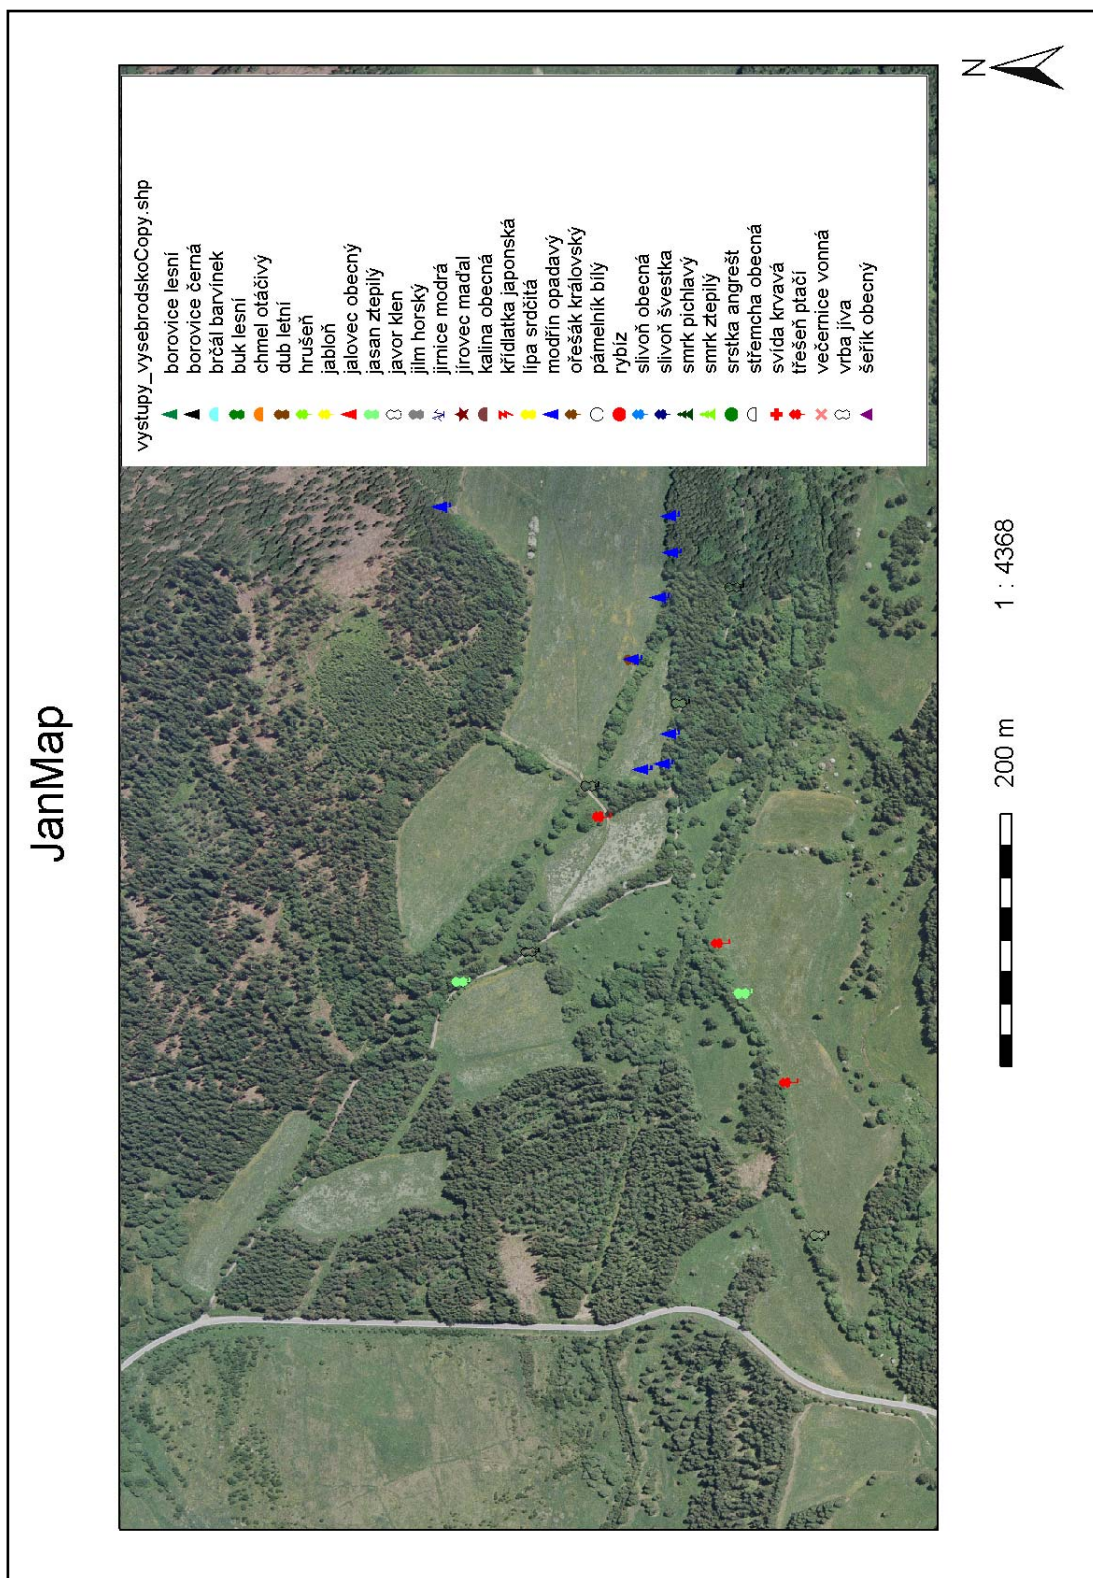 JanMap
N
vystupy_vysebrodskoCopy.shp
borovice lesní
borovice černá
brčál barvínek
buk lesní
chmel otáčivý
dub letní
hrušeň
jabloň
jalovec obecný
jasan ztepilý
javor klen
jilm horský
jirnice modrá
jírovec maďal
kalina obecná
křídlatka japonská
lípa srdčitá
modřín opadavý
ořešák královský
pámelník bílý
rybíz
slivoň obecná
slivoň švestka
smrk pichlavý
smrk ztepilý
srstka angrešt
střemcha obecná
svída krvavá
třešeň ptačí
večernice vonná
vrba jíva
šeřík obecný
200 m
1 : 4368